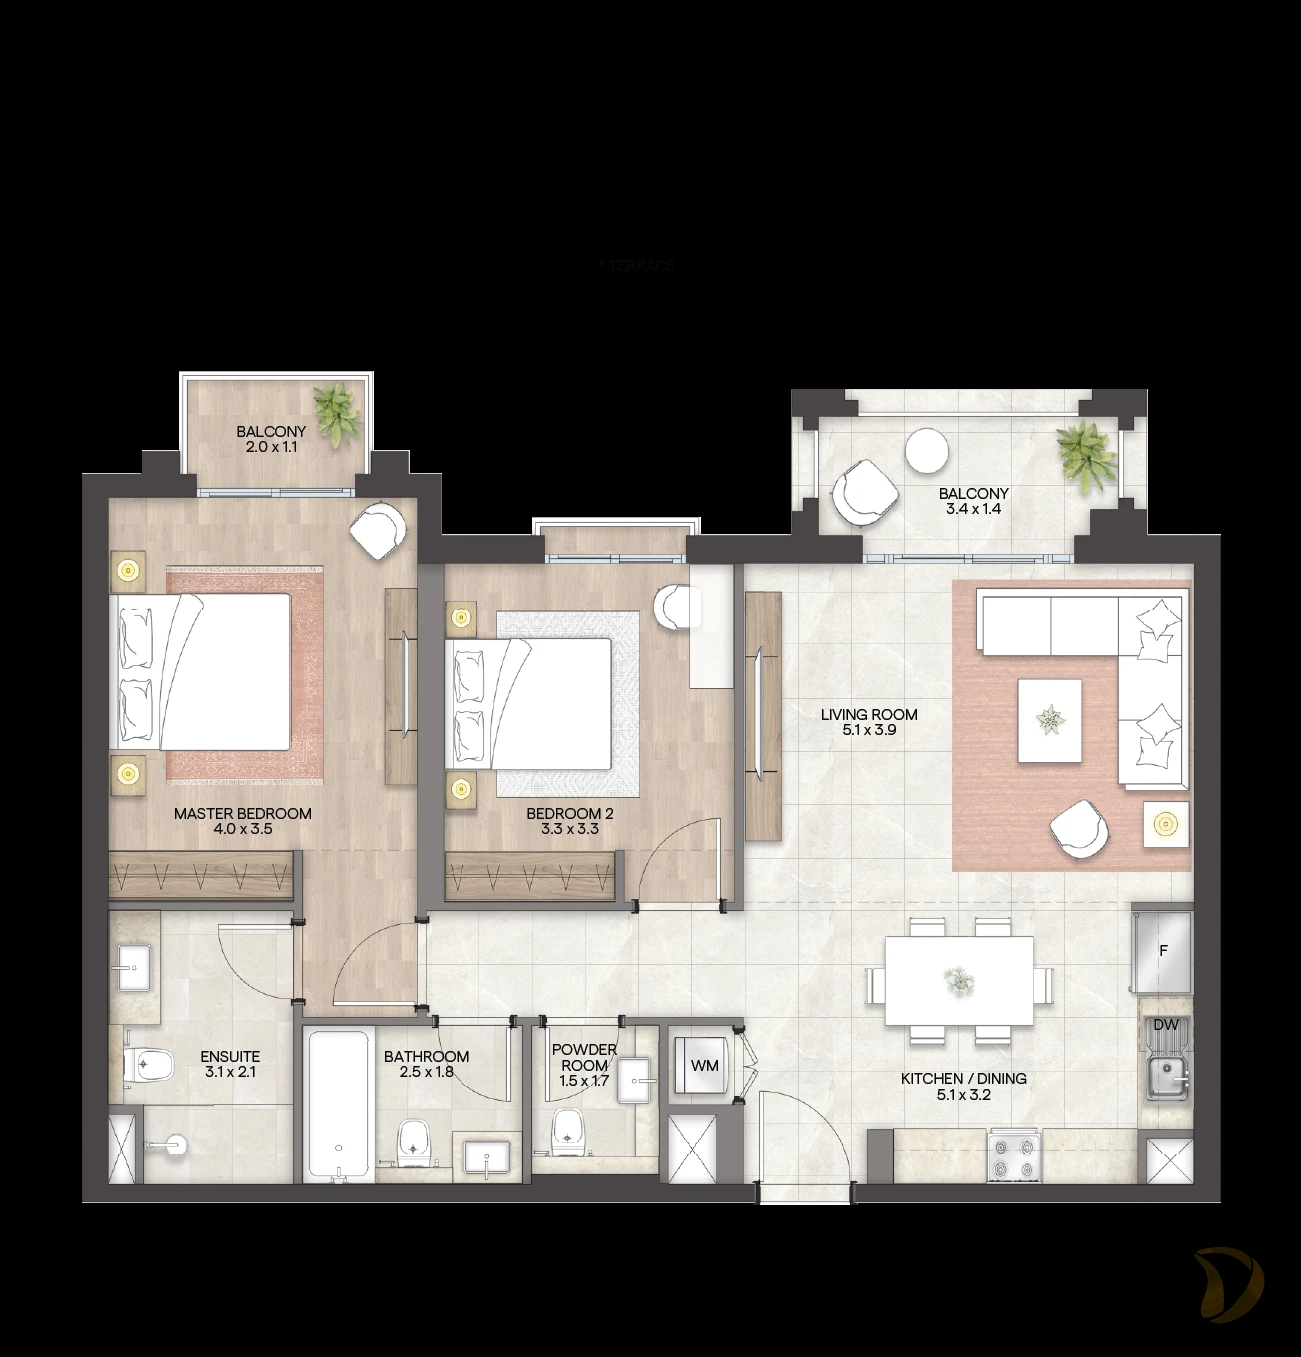 * TERRACE
BALCONY
2.0 x 1.1
BALCONY
3.4 x 1.4
LIVING ROOM
5.1 x 3.9
MASTER BEDROOM
4.0 x 3.5
BEDROOM 2
3.3 x 3.3
F
DW
ENSUITE
3.1 x 2.1
BATHROOM
2.5 x 1.8
POWDER
ROOM
1.5 x 1.7
WM
KITCHEN / DINING
5.1 x 3.2